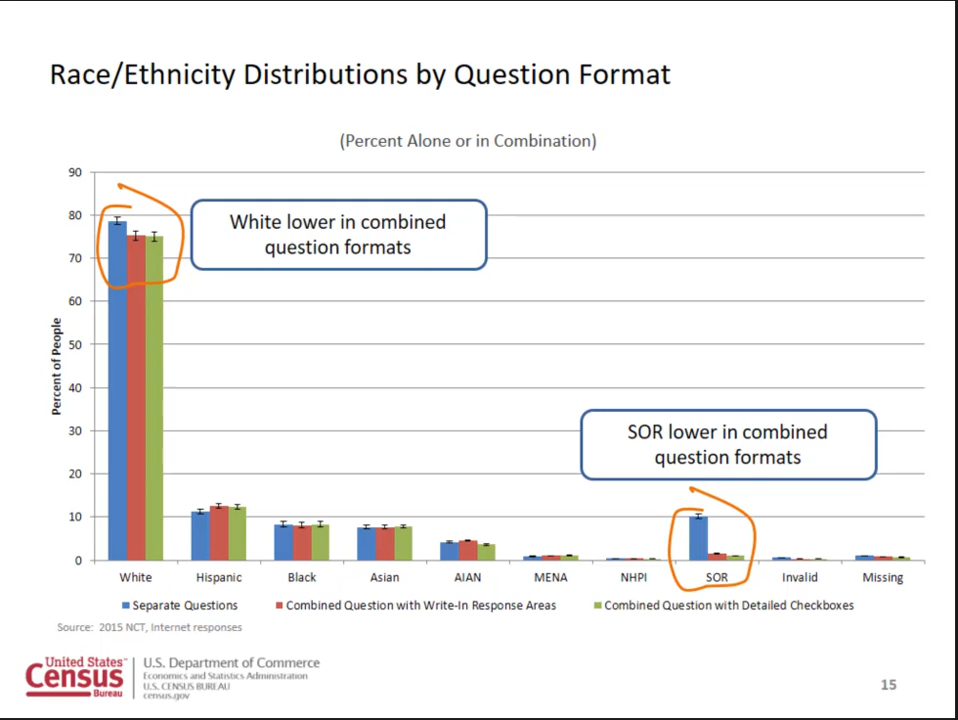 Race/Ethnicity Distributions by Question Format
(Percent Alone or in Combination)
90
80
70
60
50
40
30
20
10
0
Percent of People
White lower in combined
question formats
SOR lower in combined
question formats
White Hispanic Black Asian AIAN MENA NHPI SOR Invalid Missing
Separate Questions Combined Question with Write-In Response Areas Combined Question with Detailed Checkboxes
Source: 2015 NCT, Internet responses
United States™
Census
Bureau
U.S. Department of Commerce
Economics and Statistics Administration
U.S. CENSUS BUREAU
census.gov
15